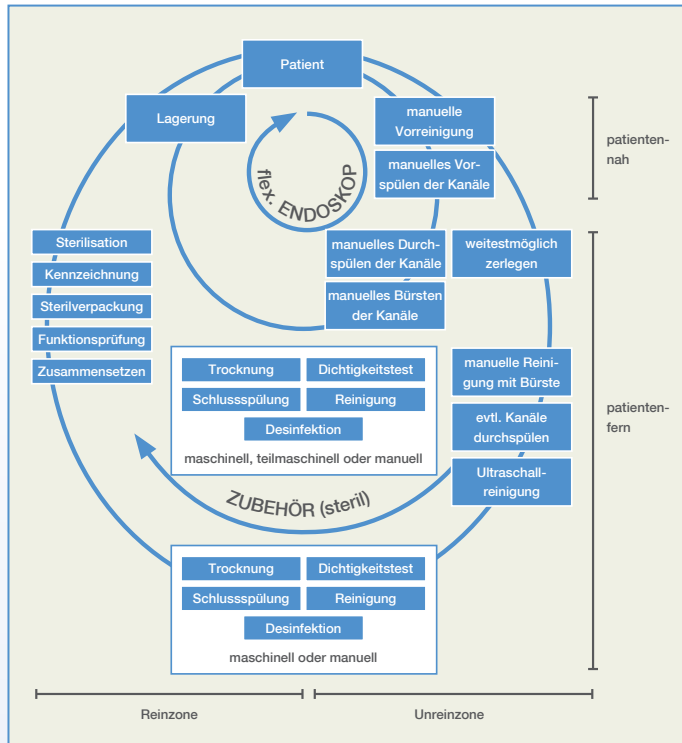 Patient
Lagerung
manuelle
Vorreinigung
manuelles Vor-
spülen der Kanäle
patienten-
nah
flex. ENDOSKOP
manuelles Durch-
spülen der Kanäle
weitestmöglich
zerlegen
manuelles Bürsten
der Kanäle
Sterilisation
Kennzeichnung
Sterilverpackung
Funktionsprüfung
Zusammensetzen
Trocknung
Dichtigkeitstest
Schlussspülung
Reinigung
Desinfektion
maschinell, teilmaschinell oder manuell
manuelle Reini-
gung mit Bürste
evtl. Kanäle
durchspülen
Ultraschall-
reinigung
patienten-
fern
ZUBEHÖR (steril)
Trocknung
Dichtigkeitstest
Schlussspülung
Reinigung
Desinfektion
maschinell oder manuell
Reinzone
Unreinzone